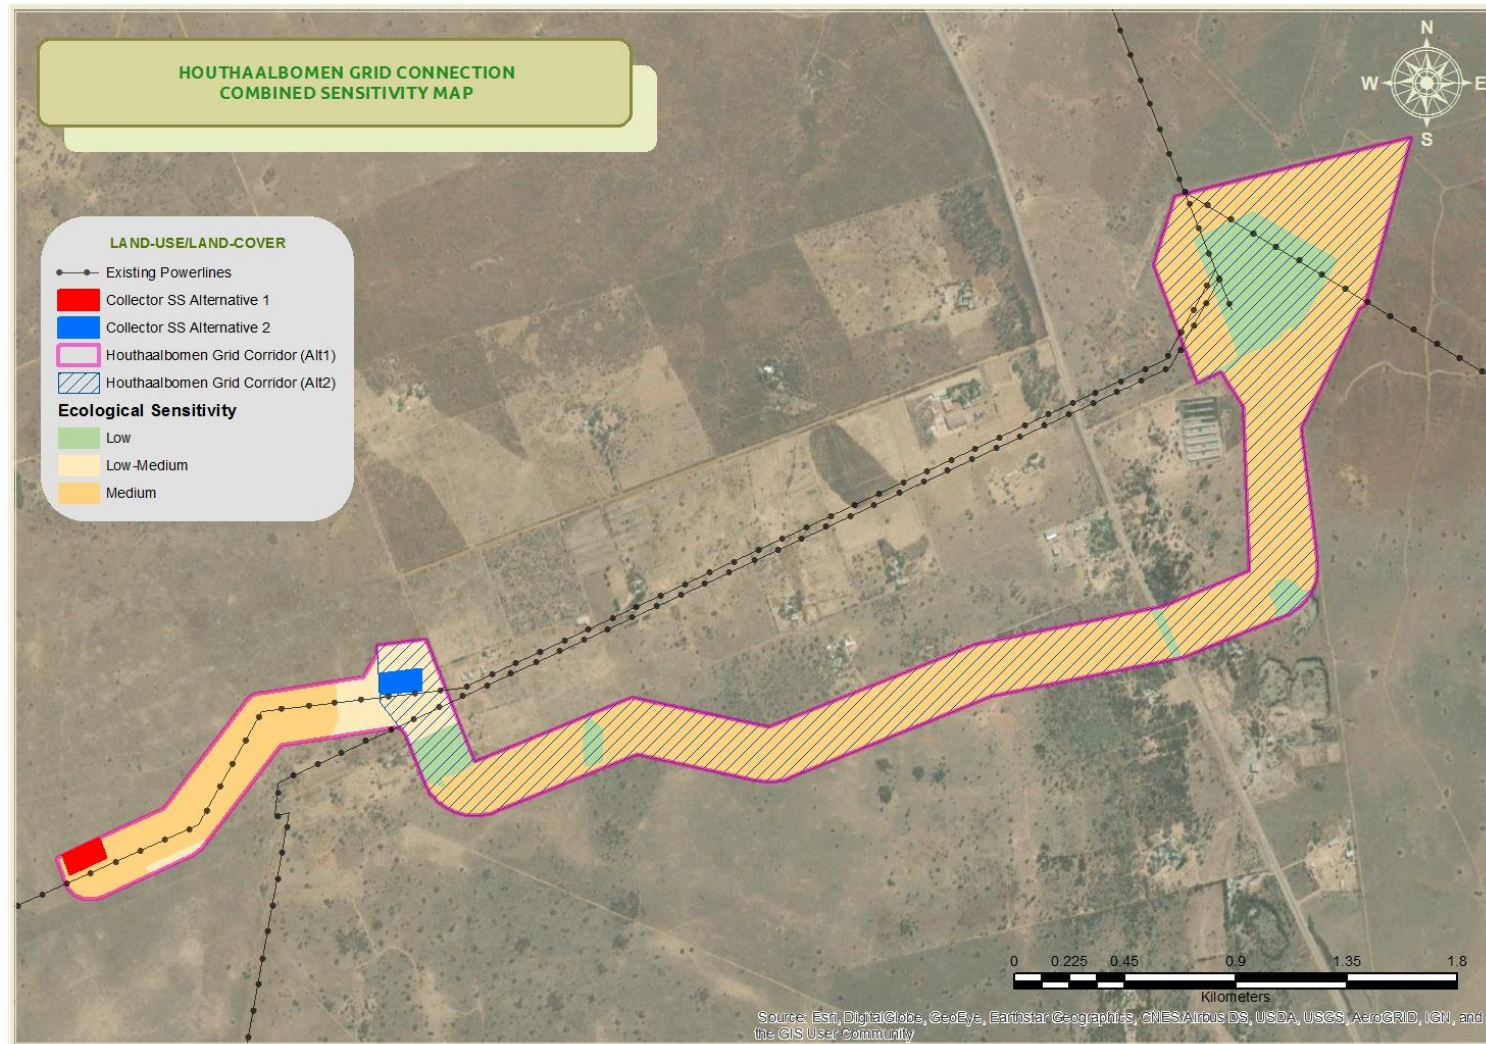 HOUTHAALBOMEN GRID CONNECTION
COMBINED SENSITIVITY MAP
N
W E
S
LAND-USE/LAND-COVER
Existing Powerlines
Collector SS Alternative 1
Collector SS Alternative 2
Houthaalbomen Grid Corridor (Alt1)
Houthaalbomen Grid Corridor (Alt2)
Ecological Sensitivity
Low
Low-Medium
Medium
0 0.225 0.45 0.9 1.35 1.8
Kilometers
Source: Esri, DigitalGlobe, GeoEye, Earthstar Geographics, CNES/Airbus DS, USDA, USGS, AeroGRID, IGN, and
the GIS User Community